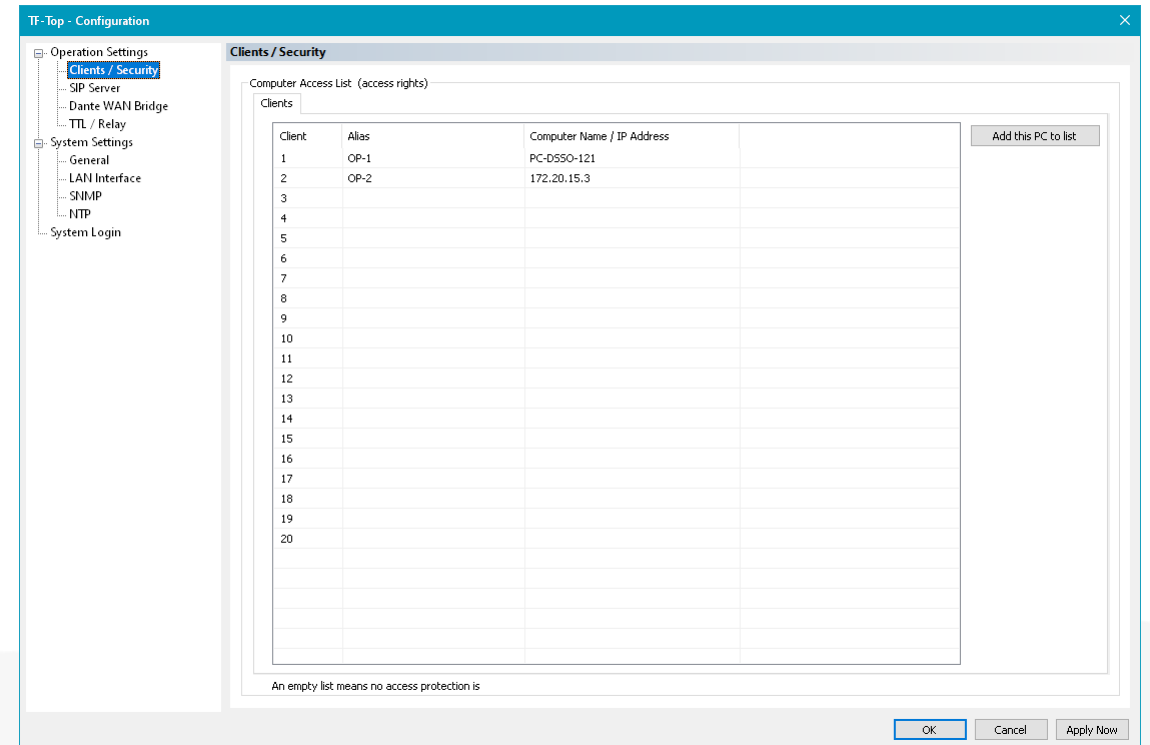 TF-Top - Configuration
Operation Settings
Clients / Security
SIP Server
Dante WAN Bridge
TTL / Relay
System Settings
General
LAN Interface
SNMP
NTP
System Login
Clients / Security
Computer Access List (access rights)
Clients
Client Alias Computer Name / IP Address
1 OP-1 PC-DSSO-121
2 OP-2 172.20.15.3
3
4
5
6
7
8
9
10
11
12
13
14
15
16
17
18
19
20
Add this PC to list
An empty list means no access protection is
OK Cancel Apply Now